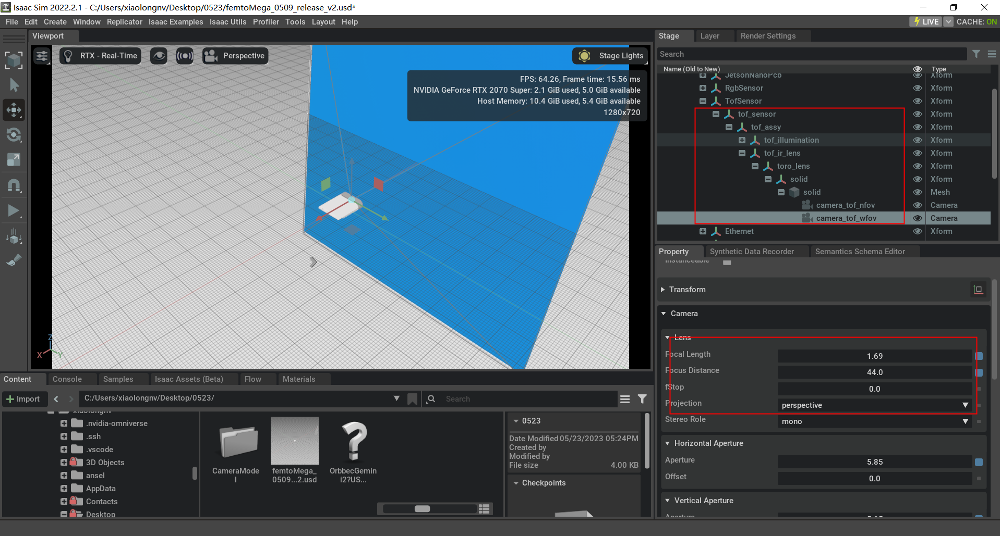 Isaac Sim 2022.2.1 - C:/Users/xiaolongnv/Desktop/0523/femtoMega_0509_release_v2.usd*
File Edit Create Window Replicator Isaac Examples Isaac Utils Profiler Tools Layout Help
LIVE CACHE: ON
Viewport
RTX - Real-Time
Perspective
Stage Lights
FPS: 64.26, Frame time: 15.56 ms
NVIDIA GeForce RTX 2070 Super: 2.1 GiB used, 5.0 GiB available
Host Memory: 10.4 GiB used, 5.4 GiB available
1280x720
Z
X
Y
Stage Layer Render Settings
Search
Name (Old to New) Type
JetsonNanoPcb Xform
RgbSensor Xform
TofSensor Xform
tof_sensor Xform
tof_assy Xform
tof_illumination Xform
tof_ir_lens Xform
toro_lens Xform
solid Xform
solid Mesh
camera_tof_nfov Camera
camera_tof_wfov Camera
Ethernet Xform
Property Synthetic Data Recorder Semantics Schema Editor
Instanceable
Transform
Camera
Lens
Focal Length 1.69
Focus Distance 44.0
fStop 0.0
Projection perspective
Stereo Role mono
Horizontal Aperture
Aperture 5.85
Offset 0.0
Vertical Aperture
Aperture
Content Console Samples Isaac Assets (Beta) Flow Materials
Import C:/Users/xiaolongnv/Desktop/0523/ Search
xiaolongnv
.nvidia-omniverse
.ssh
.vscode
3D Objects
ansel
AppData
Contacts
Desktop
CameraMode
l
femtoMega_
0509...2.usd
OrbbecGemin
i2?US...
0523
Date Modified 05/23/2023 05:24PM
Created by
Modified by
File size 4.00 KB
Checkpoints